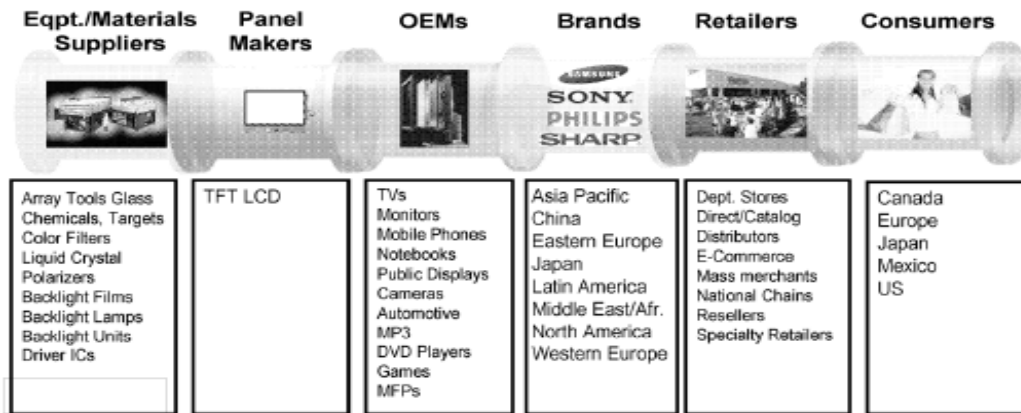 Eqpt./Materials
Suppliers
Panel
Makers
OEMs
Brands
Retailers
Consumers
SAMSUNG
SONY
PHILIPS
SHARP
Array Tools Glass
Chemicals, Targets
Color Filters
Liquid Crystal
Polarizers
Backlight Films
Backlight Lamps
Backlight Units
Driver ICs
TFT LCD
TVs
Monitors
Mobile Phones
Notebooks
Public Displays
Cameras
Automotive
MP3
DVD Players
Games
MFPs
Asia Pacific
China
Eastern Europe
Japan
Latin America
Middle East/Afr.
North America
Western Europe
Dept. Stores
Direct/Catalog
Distributors
E-Commerce
Mass merchants
National Chains
Resellers
Specialty Retailers
Canada
Europe
Japan
Mexico
US